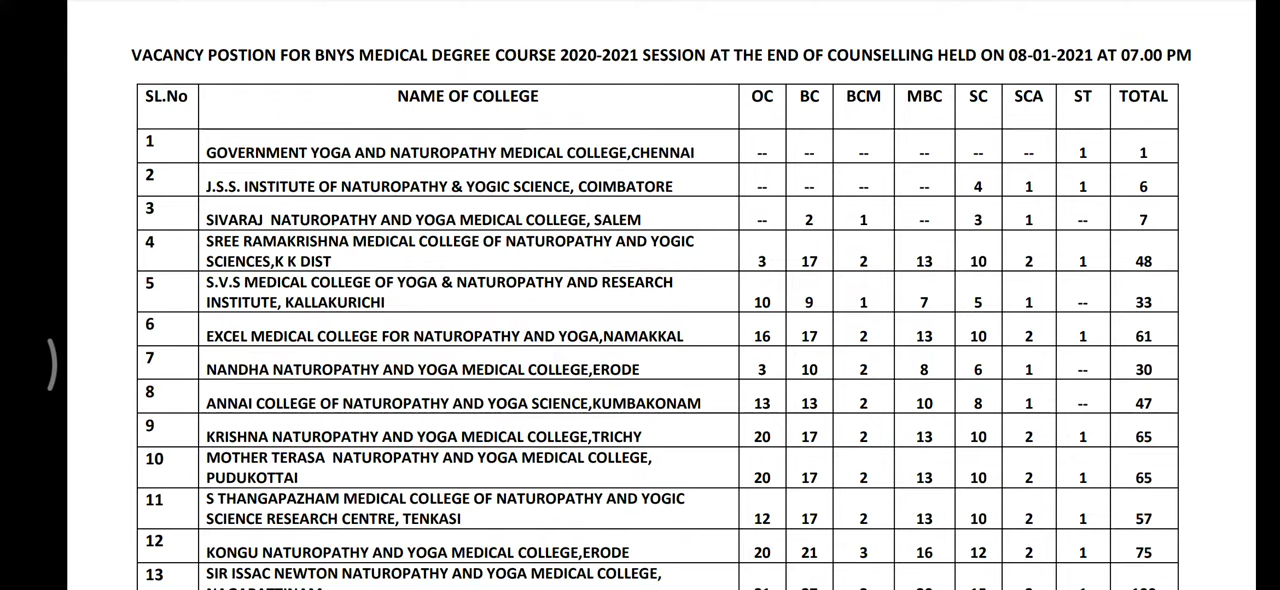 VACANCY POSTION FOR BNYS MEDICAL DEGREE COURSE 2020-2021 SESSION AT THE END OF COUNSELLING HELD ON 08-01-2021 AT 07.00 PM
SL.No NAME OF COLLEGE OC BC BCM MBC SC SCA ST TOTAL
1 GOVERNMENT YOGA AND NATUROPATHY MEDICAL COLLEGE,CHENNAI -- -- -- -- -- -- 1 1
2 J.S.S. INSTITUTE OF NATUROPATHY & YOGIC SCIENCE, COIMBATORE -- -- -- -- 4 1 1 6
3 SIVARAJ NATUROPATHY AND YOGA MEDICAL COLLEGE, SALEM -- 2 1 -- 3 1 -- 7
4 SREE RAMAKRISHNA MEDICAL COLLEGE OF NATUROPATHY AND YOGIC
SCIENCES,K K DIST 3 17 2 13 10 2 1 48
5 S.V.S MEDICAL COLLEGE OF YOGA & NATUROPATHY AND RESEARCH
INSTITUTE, KALLAKURICHI 10 9 1 7 5 1 -- 33
6 EXCEL MEDICAL COLLEGE FOR NATUROPATHY AND YOGA,NAMAKKAL 16 17 2 13 10 2 1 61
7 NANDHA NATUROPATHY AND YOGA MEDICAL COLLEGE,ERODE 3 10 2 8 6 1 -- 30
8 ANNAI COLLEGE OF NATUROPATHY AND YOGA SCIENCE,KUMBAKONAM 13 13 2 10 8 1 -- 47
9 KRISHNA NATUROPATHY AND YOGA MEDICAL COLLEGE,TRICHY 20 17 2 13 10 2 1 65
10 MOTHER TERASA NATUROPATHY AND YOGA MEDICAL COLLEGE,
PUDUKOTTAI 20 17 2 13 10 2 1 65
11 S THANGAPAZHAM MEDICAL COLLEGE OF NATUROPATHY AND YOGIC
SCIENCE RESEARCH CENTRE, TENKASI 12 17 2 13 10 2 1 57
12 KONGU NATUROPATHY AND YOGA MEDICAL COLLEGE,ERODE 20 21 3 16 12 2 1 75
13 SIR ISSAC NEWTON NATUROPATHY AND YOGA MEDICAL COLLEGE,